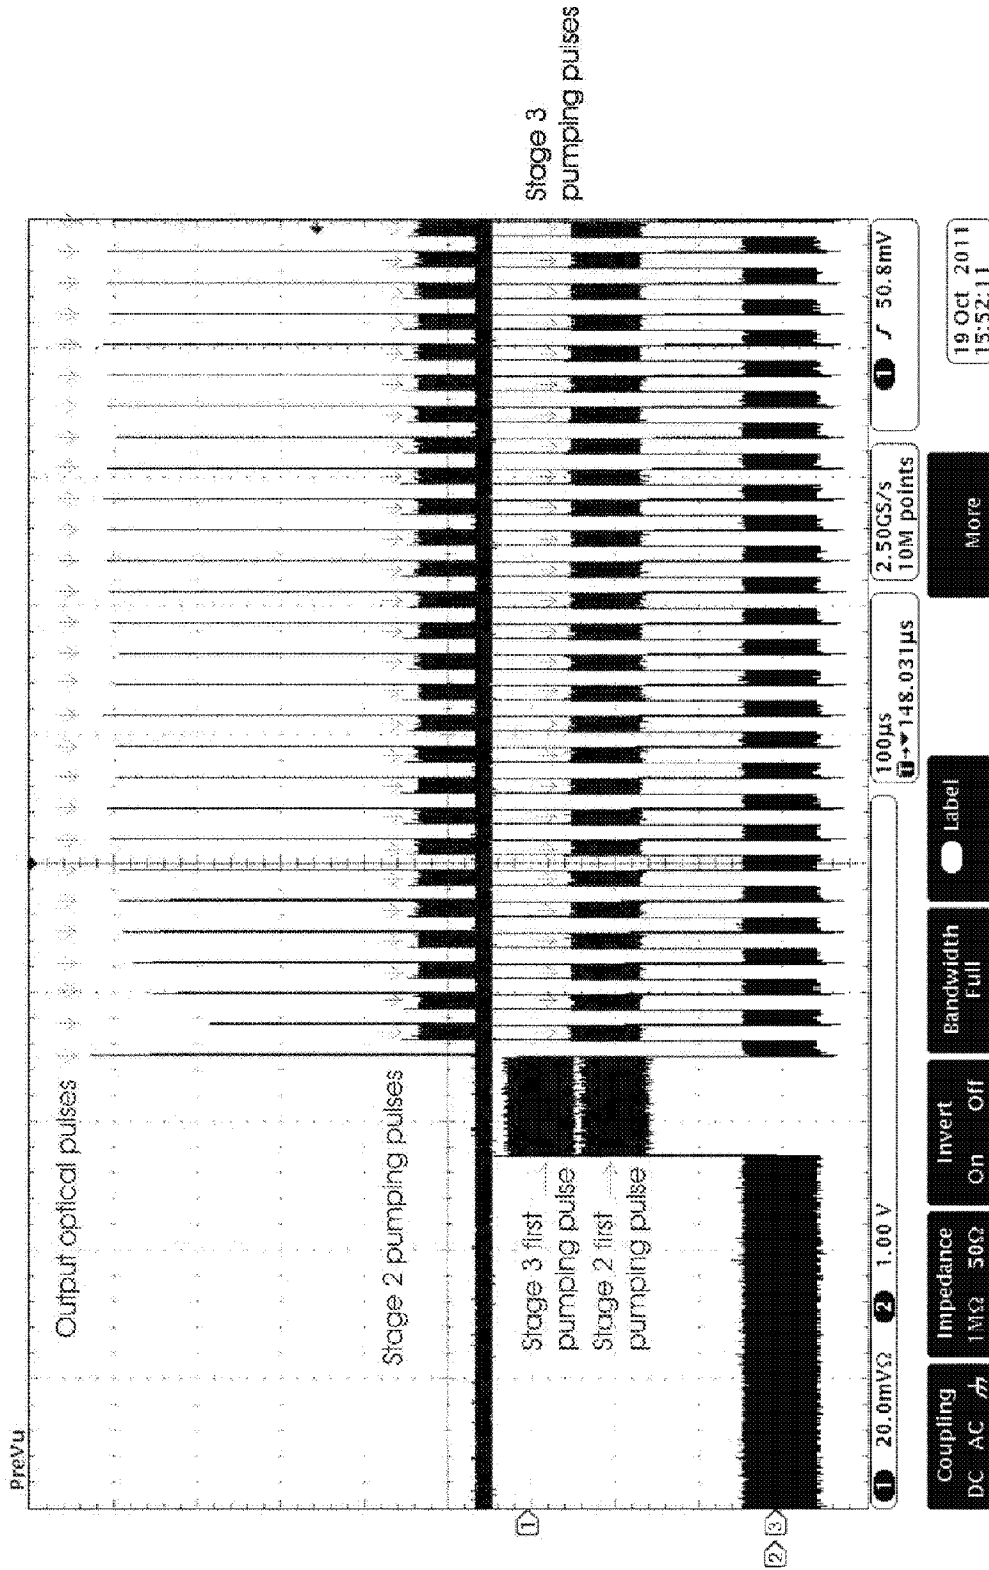 PreVu
Output optical pulses
Stage 2 pumping pulses
Stage 3 first
pumping pulse
Stage 2 first
pumping pulse
Stage 3
pumping pulses
1
2 3
1 20.0mVΩ 2 1.00 V
100µs
148.031µs
2.50GS/s
10M points
1 50.8mV
Coupling
DC AC
Impedance
1MΩ 50Ω
Invert
On Off
Bandwidth
Full
Label
More
19 Oct 2011
15:52:11